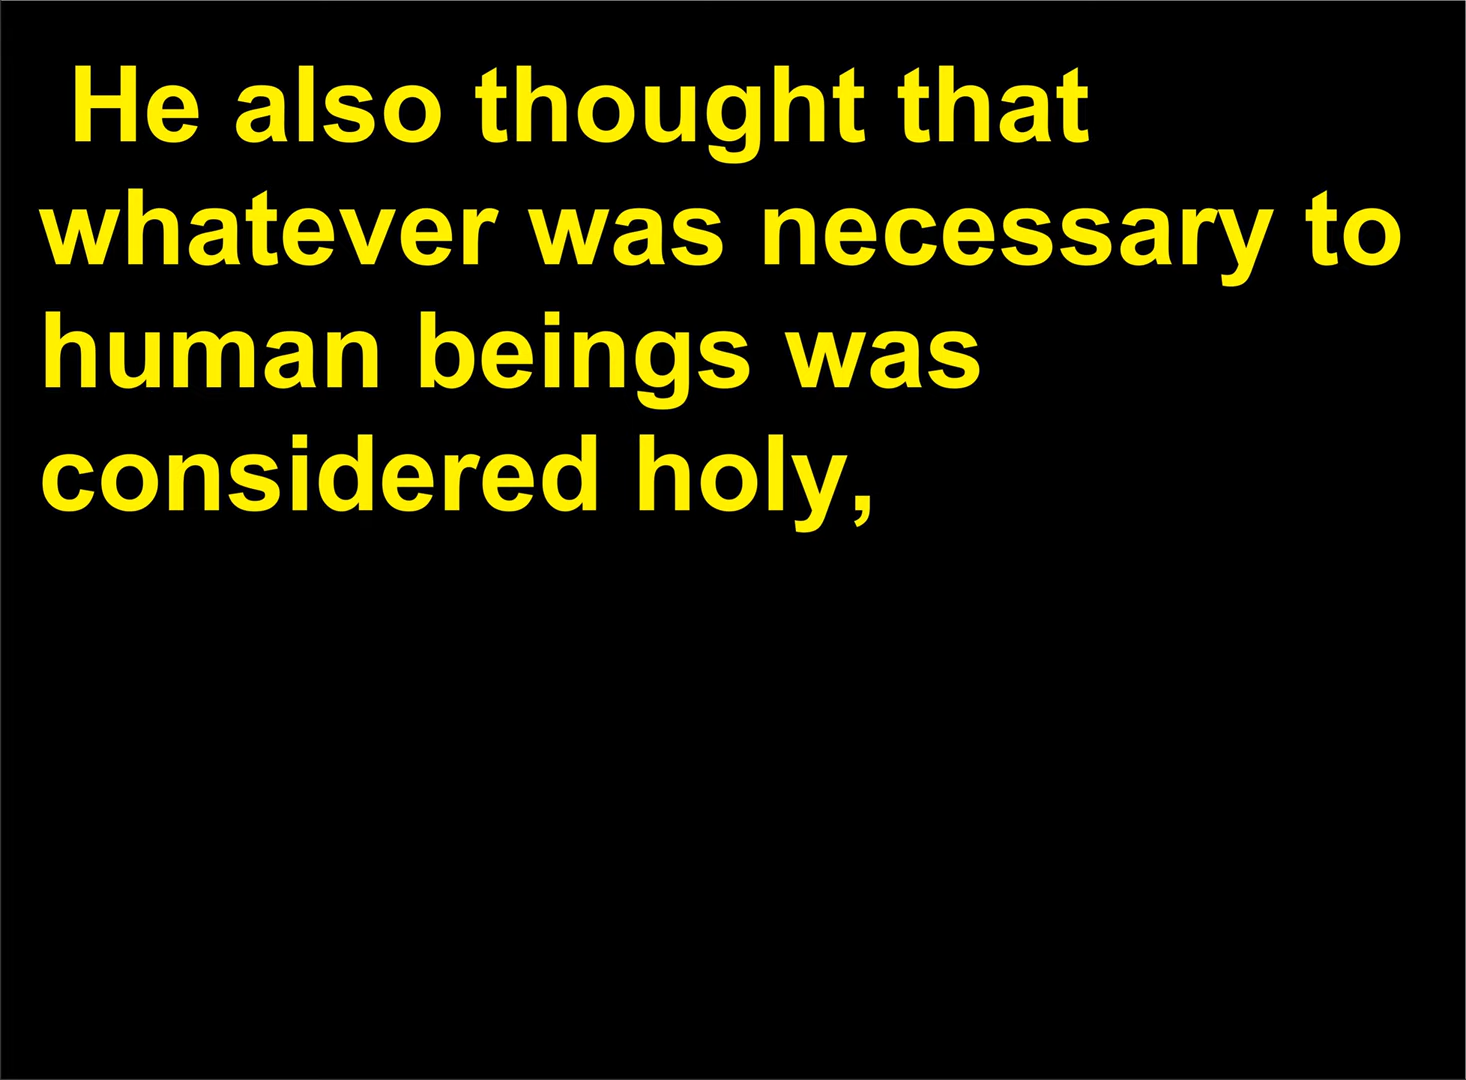 He also thought that
whatever was necessary to
human beings was
considered holy,